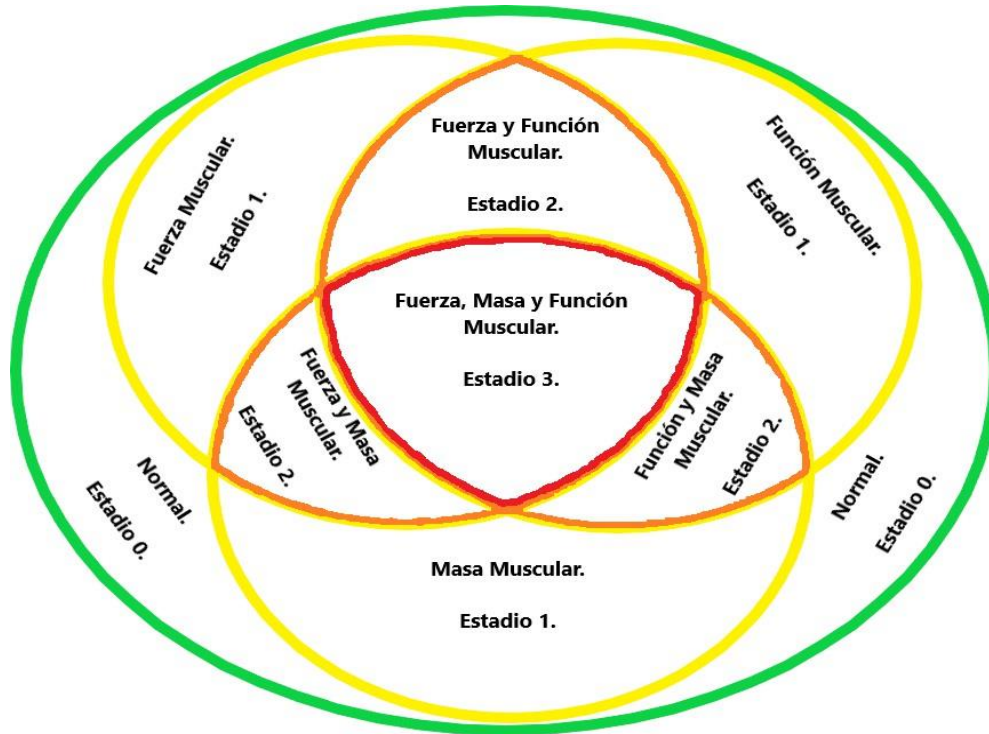 Fuerza y Función
Muscular.
Estadio 2.
Fuerza Muscular.
Estadio 1.
Función Muscular.
Estadio 1.
Fuerza, Masa y Función
Muscular.
Estadio 3.
Fuerza y Masa
Muscular.
Estadio 2.
Función y Masa
Muscular.
Estadio 2.
Normal.
Estadio 0.
Normal.
Estadio 0.
Masa Muscular.
Estadio 1.